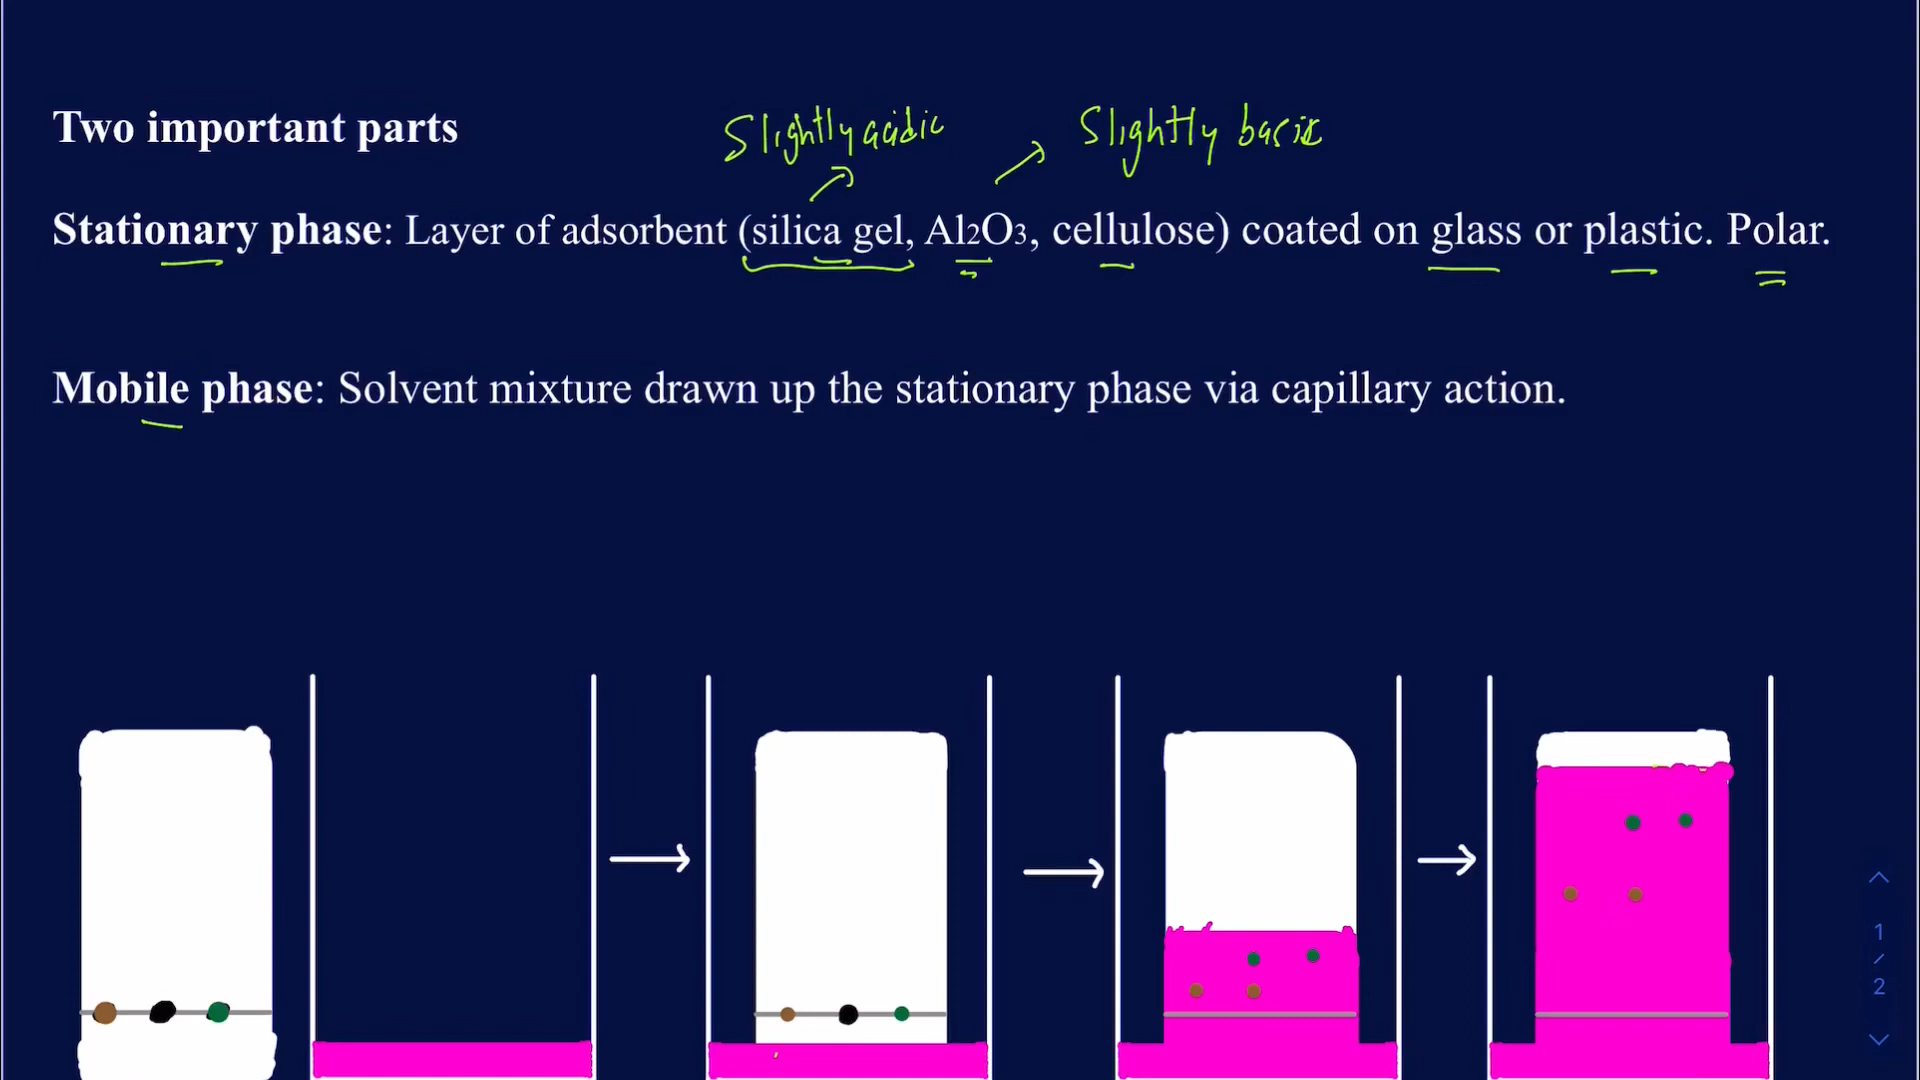 Two important parts
Slightly acidic
Slightly basic
Stationary phase: Layer of adsorbent (silica gel, Al2O3, cellulose) coated on glass or plastic. Polar.
Mobile phase: Solvent mixture drawn up the stationary phase via capillary action.
1
/
2